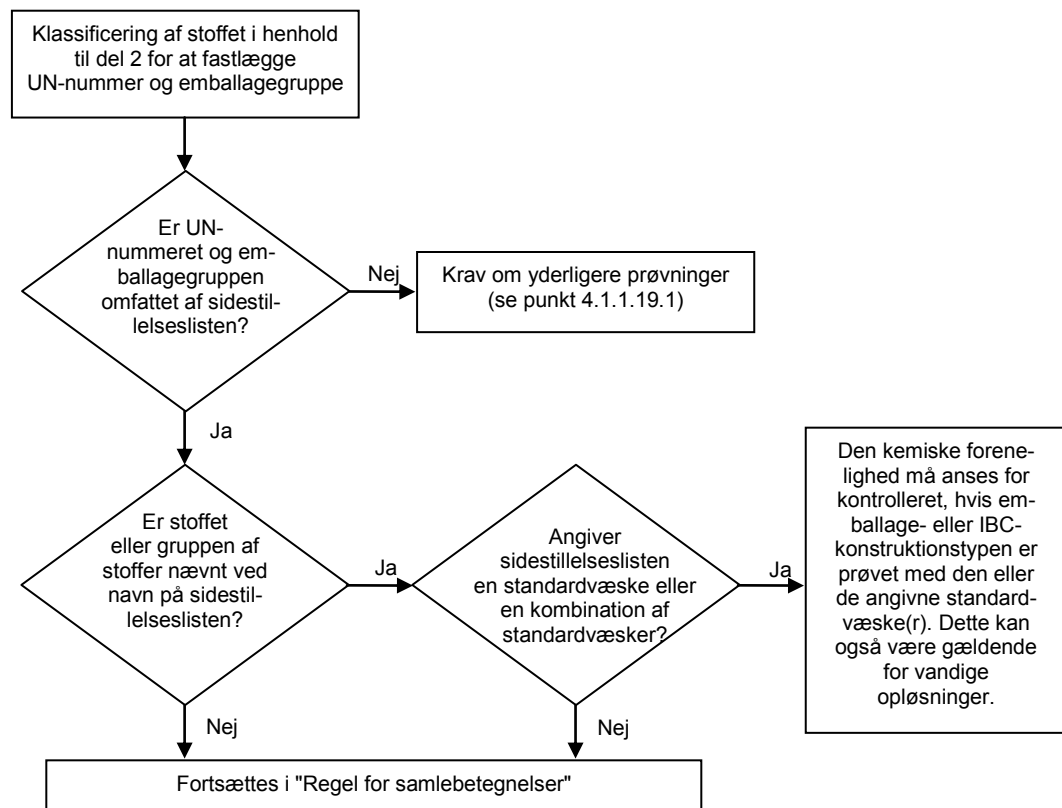 Klassificering af stoffet i henhold
til del 2 for at fastlægge
UN-nummer og emballagegruppe
Er UN-
nummeret og em-
ballagegruppen
omfattet af sidestil-
lelseslisten?
Nej
Krav om yderligere prøvninger
(se punkt 4.1.1.19.1)
Ja
Er stoffet
eller gruppen af
stoffer nævnt ved
navn på sidestil-
lelseslisten?
Ja
Angiver
sidestillelseslisten
en standardvæske eller
en kombination af
standardvæsker?
Ja
Den kemiske forene-
lighed må anses for
kontrolleret, hvis em-
ballage- eller IBC-
konstruktionstypen er
prøvet med den eller
de angivne standard-
væske(r). Dette kan
også være gældende
for vandige
opløsninger.
Nej
Nej
Fortsættes i "Regel for samlebetegnelser"